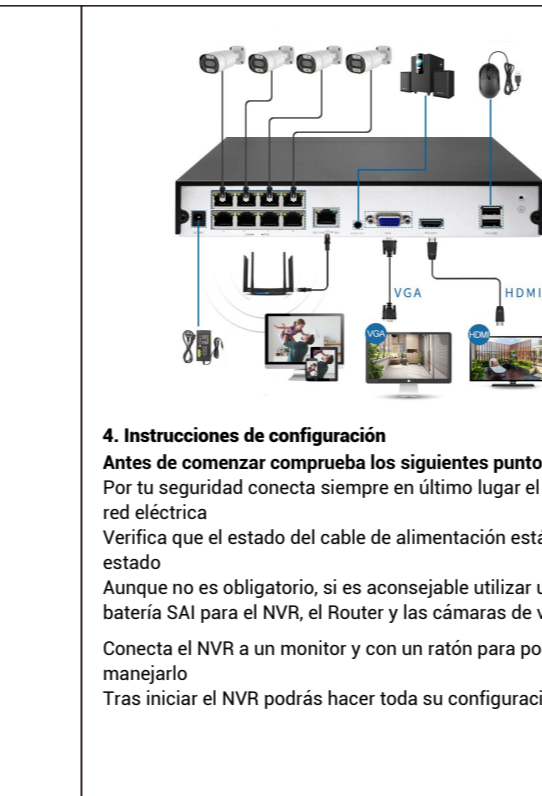 VGA
HDMI
VGA
HDMI
4. Instrucciones de configuración
Antes de comenzar comprueba los siguientes punto
Por tu seguridad conecta siempre en último lugar el
red eléctrica
Verifica que el estado del cable de alimentación está
estado
Aunque no es obligatorio, si es aconsejable utilizar u
batería SAI para el NVR, el Router y las cámaras de v
Conecta el NVR a un monitor y con un ratón para po
manejarlo
Tras iniciar el NVR podrás hacer toda su configuraci